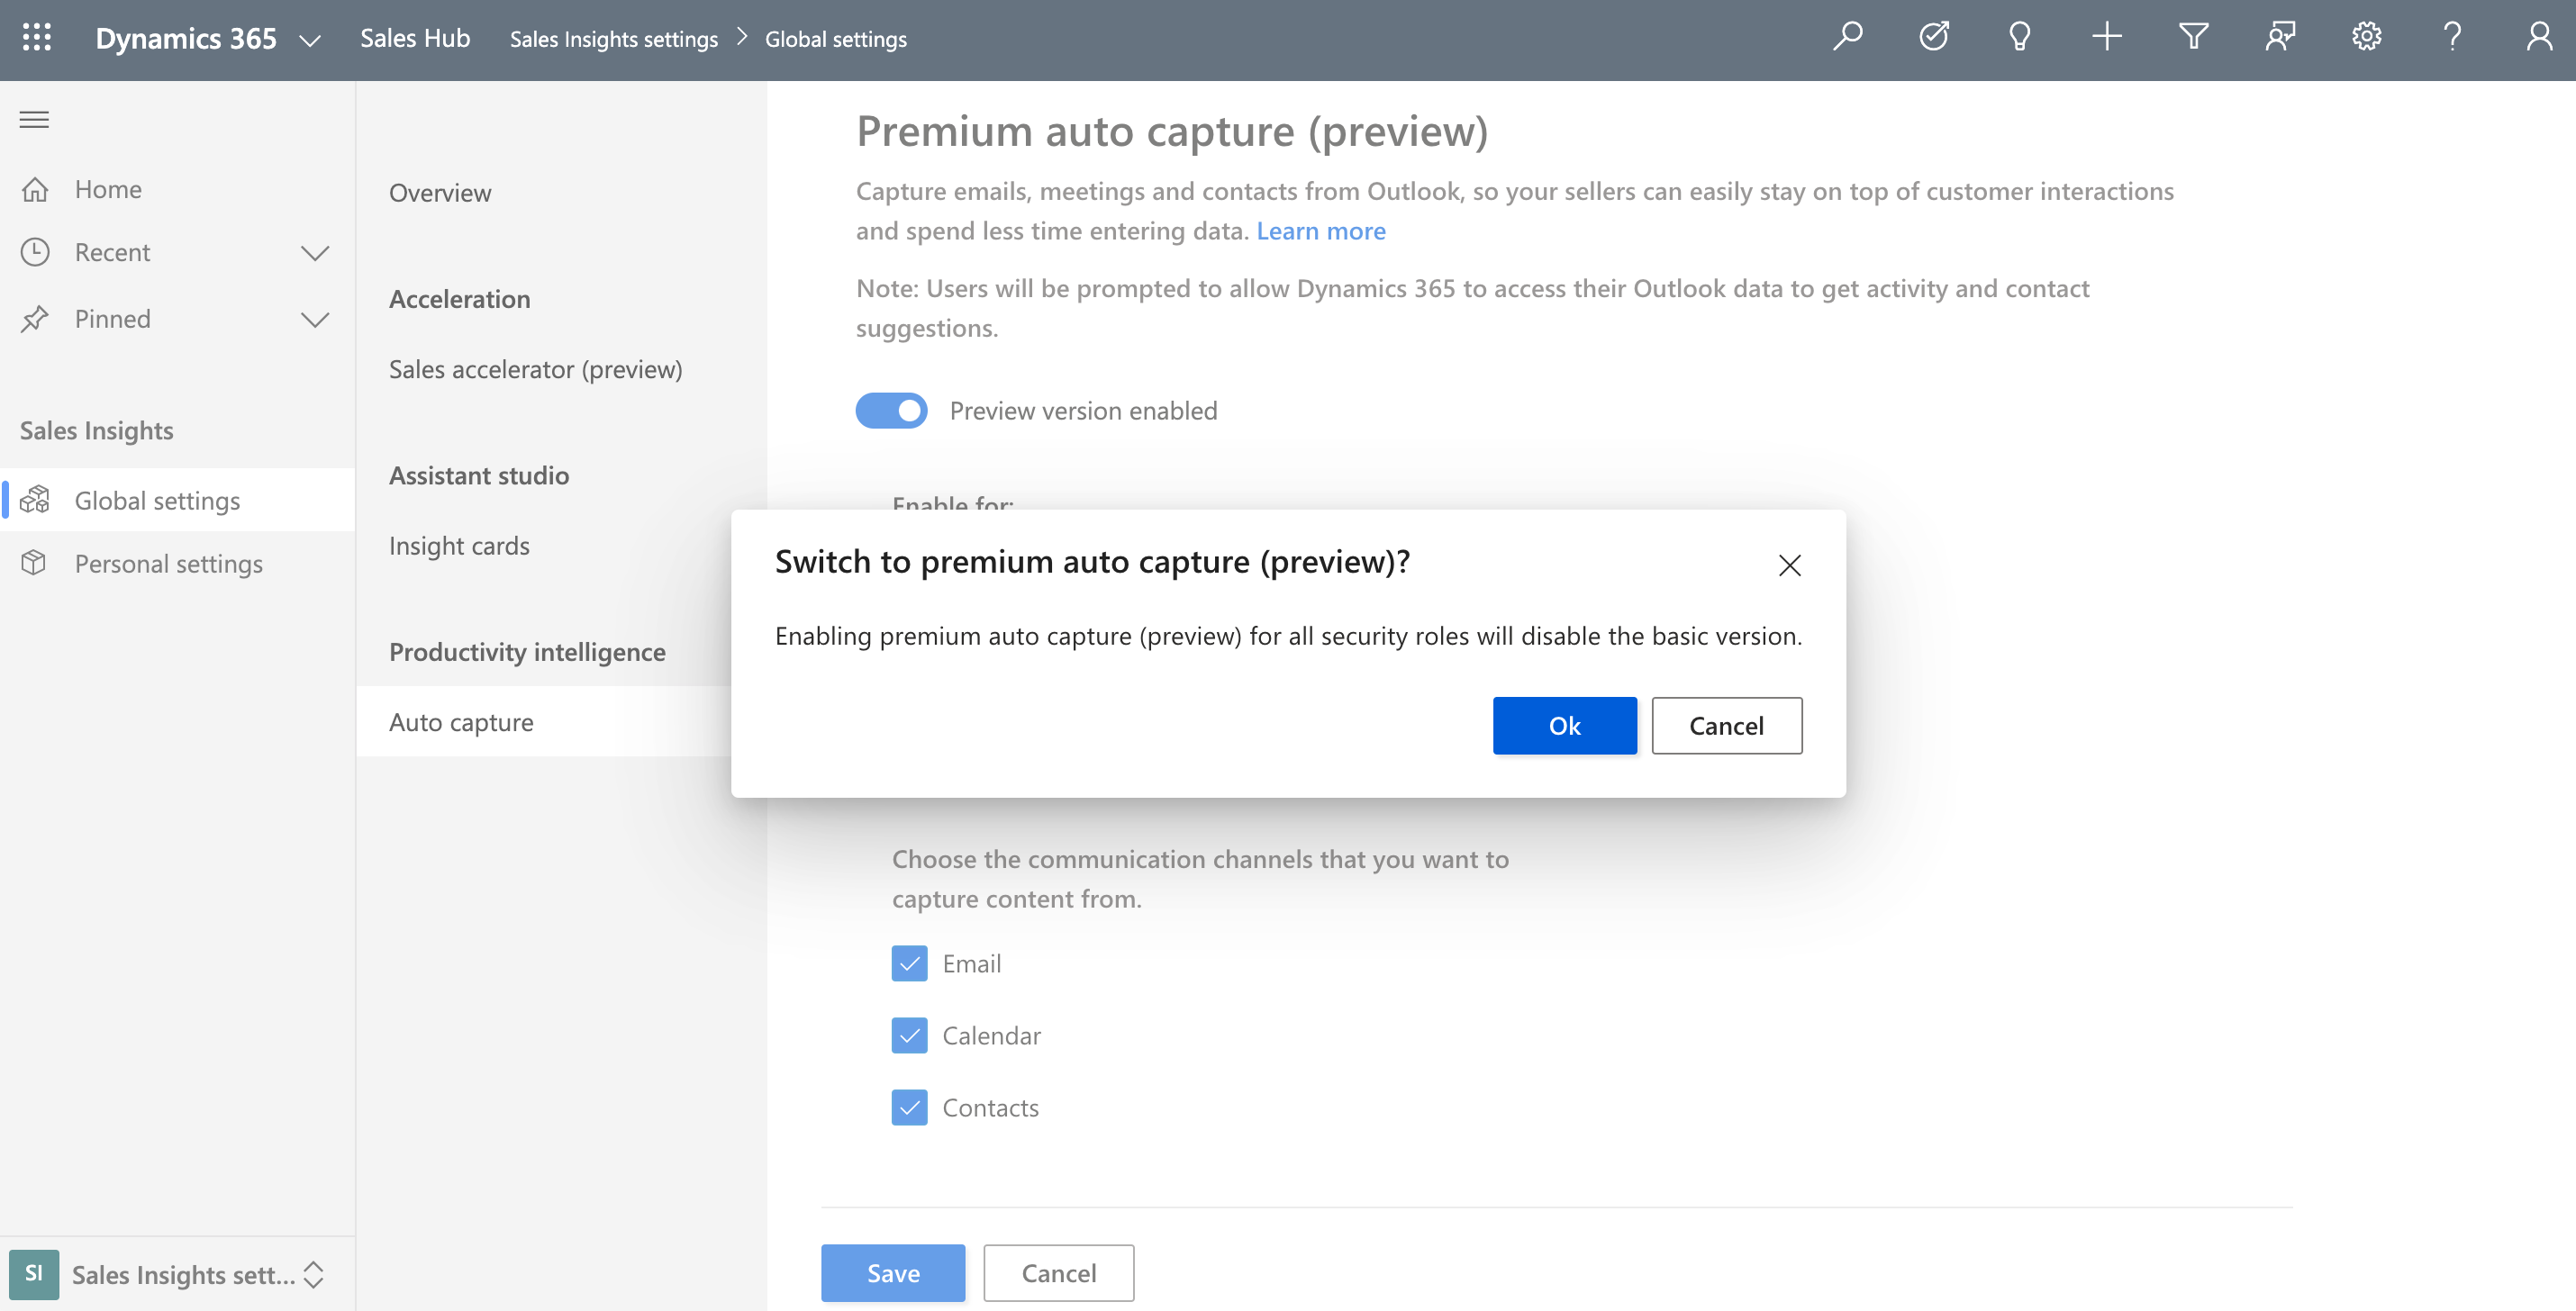 Dynamics 365
Sales Hub
Sales Insights settings > Global settings
Home
Recent
Pinned
Sales Insights
Global settings
Personal settings
SI
Sales Insights sett...
Overview
Acceleration
Sales accelerator (preview)
Assistant studio
Insight cards
Productivity intelligence
Auto capture
Premium auto capture (preview)
Capture emails, meetings and contacts from Outlook, so your sellers can easily stay on top of customer interactions
and spend less time entering data. Learn more
Note: Users will be prompted to allow Dynamics 365 to access their Outlook data to get activity and contact
suggestions.
Preview version enabled
Enable for:
Switch to premium auto capture (preview)?
Enabling premium auto capture (preview) for all security roles will disable the basic version.
Ok
Cancel
Choose the communication channels that you want to
capture content from.
Email
Calendar
Contacts
Save
Cancel